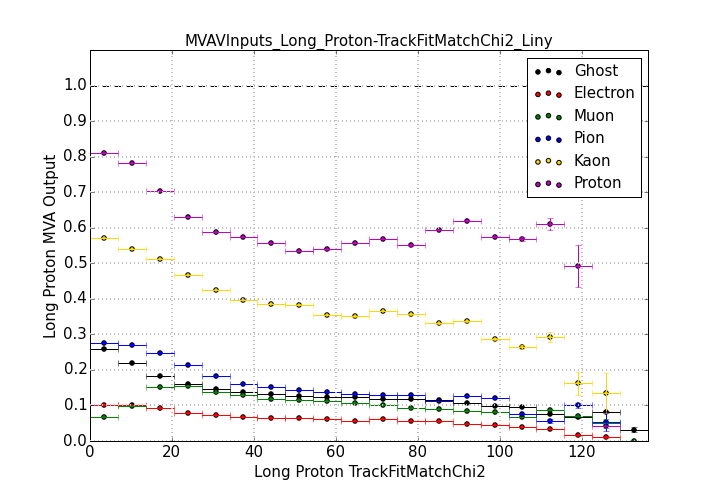 MVAVInputs_Long_Proton-TrackFitMatchChi2_Liny
Long Proton MVA Output
1.0
0.9
0.8
0.7
0.6
0.5
0.4
0.3
0.2
0.1
0.0
Ghost
Electron
Muon
Pion
Kaon
Proton
0 20 40 60 80 100 120
Long Proton TrackFitMatchChi2